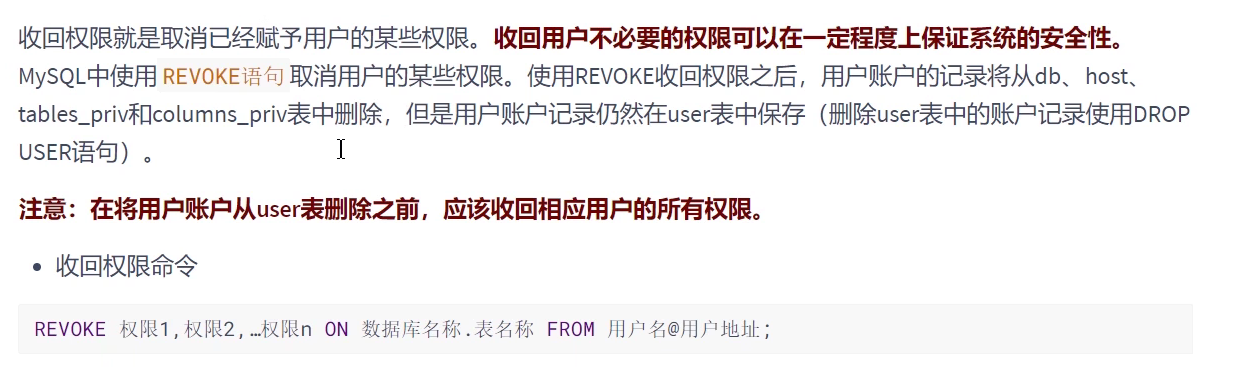 收回权限就是取消已经赋予用户的某些权限。收回用户不必要的权限可以在一定程度上保证系统的安全性。
MySQL中使用 REVOKE语句 取消用户的某些权限。使用REVOKE收回权限之后，用户账户的记录将从db、host、
tables_priv和columns_priv表中删除，但是用户账户记录仍然在user表中保存（删除user表中的账户记录使用DROP
USER语句）。
注意：在将用户账户从user表删除之前，应该收回相应用户的所有权限。
• 收回权限命令
REVOKE 权限1,权限2,…权限n ON 数据库名称.表名称 FROM 用户名@用户地址;